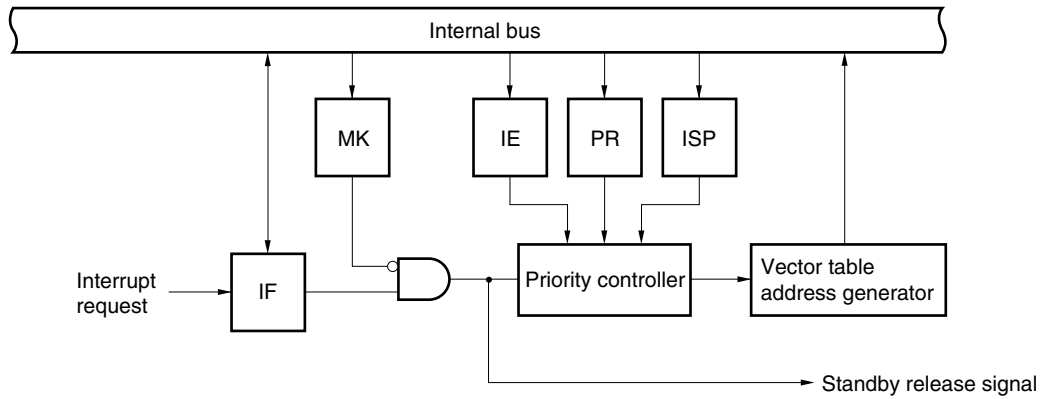 Internal bus
MK
IE
PR
ISP
Interrupt
request
IF
Priority controller
Vector table
address generator
Standby release signal